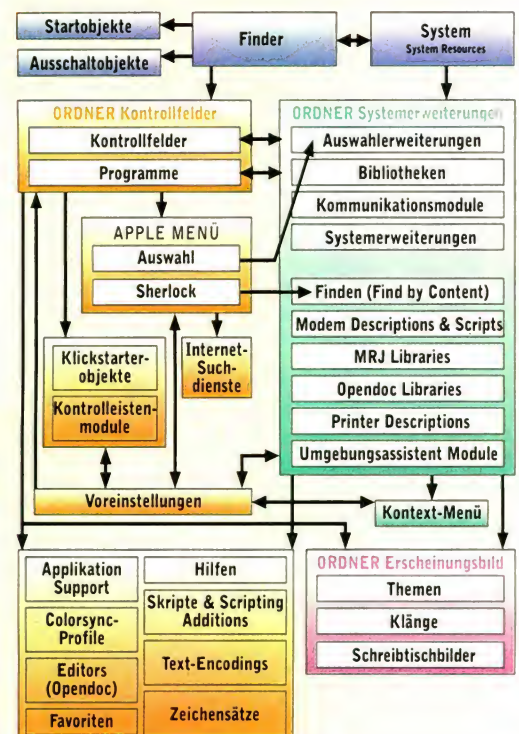 Startobjekte
Ausschaltobjekte
Finder
System
System Resources
ORDNER Kontrollfelder
Kontrollfelder
Programme
ORDNER Systemerweiterungen
Auswahlerweiterungen
Bibliotheken
Kommunikationsmodule
Systemerweiterungen
Finden (Find by Content)
Modem Descriptions & Scripts
MRJ Libraries
Opendoc Libraries
Printer Descriptions
Umgebungsassistent Module
APPLE MENÜ
Auswahl
Sherlock
Klickstarter-
objekte
Kontrolleisten-
module
Internet-
Such-
dienste
Voreinstellungen
Kontext-Menü
Applikation
Support
Colorsync-
Profile
Editors
(Opendoc)
Favoriten
Hilfen
Skripte & Scripting
Additions
Text-Encodings
Zeichensätze
ORDNER Erscheinungsbild
Themen
Klänge
Schreibtischbilder